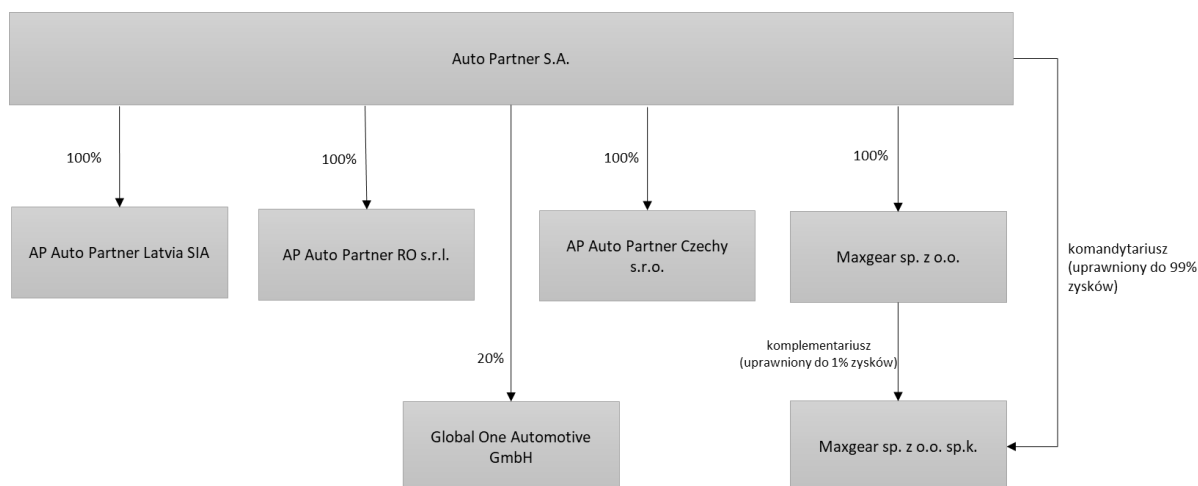 Auto Partner S.A.
100%
100%
100%
100%
AP Auto Partner Latvia SIA
AP Auto Partner RO s.r.l.
AP Auto Partner Czechy
s.r.o.
Maxgear sp. z o.o.
komandytariusz
(uprawniony do 99%
zysków)
20%
komplementariusz
(uprawniony do 1% zysków)
Global One Automotive
GmbH
Maxgear sp. z o.o. sp.k.